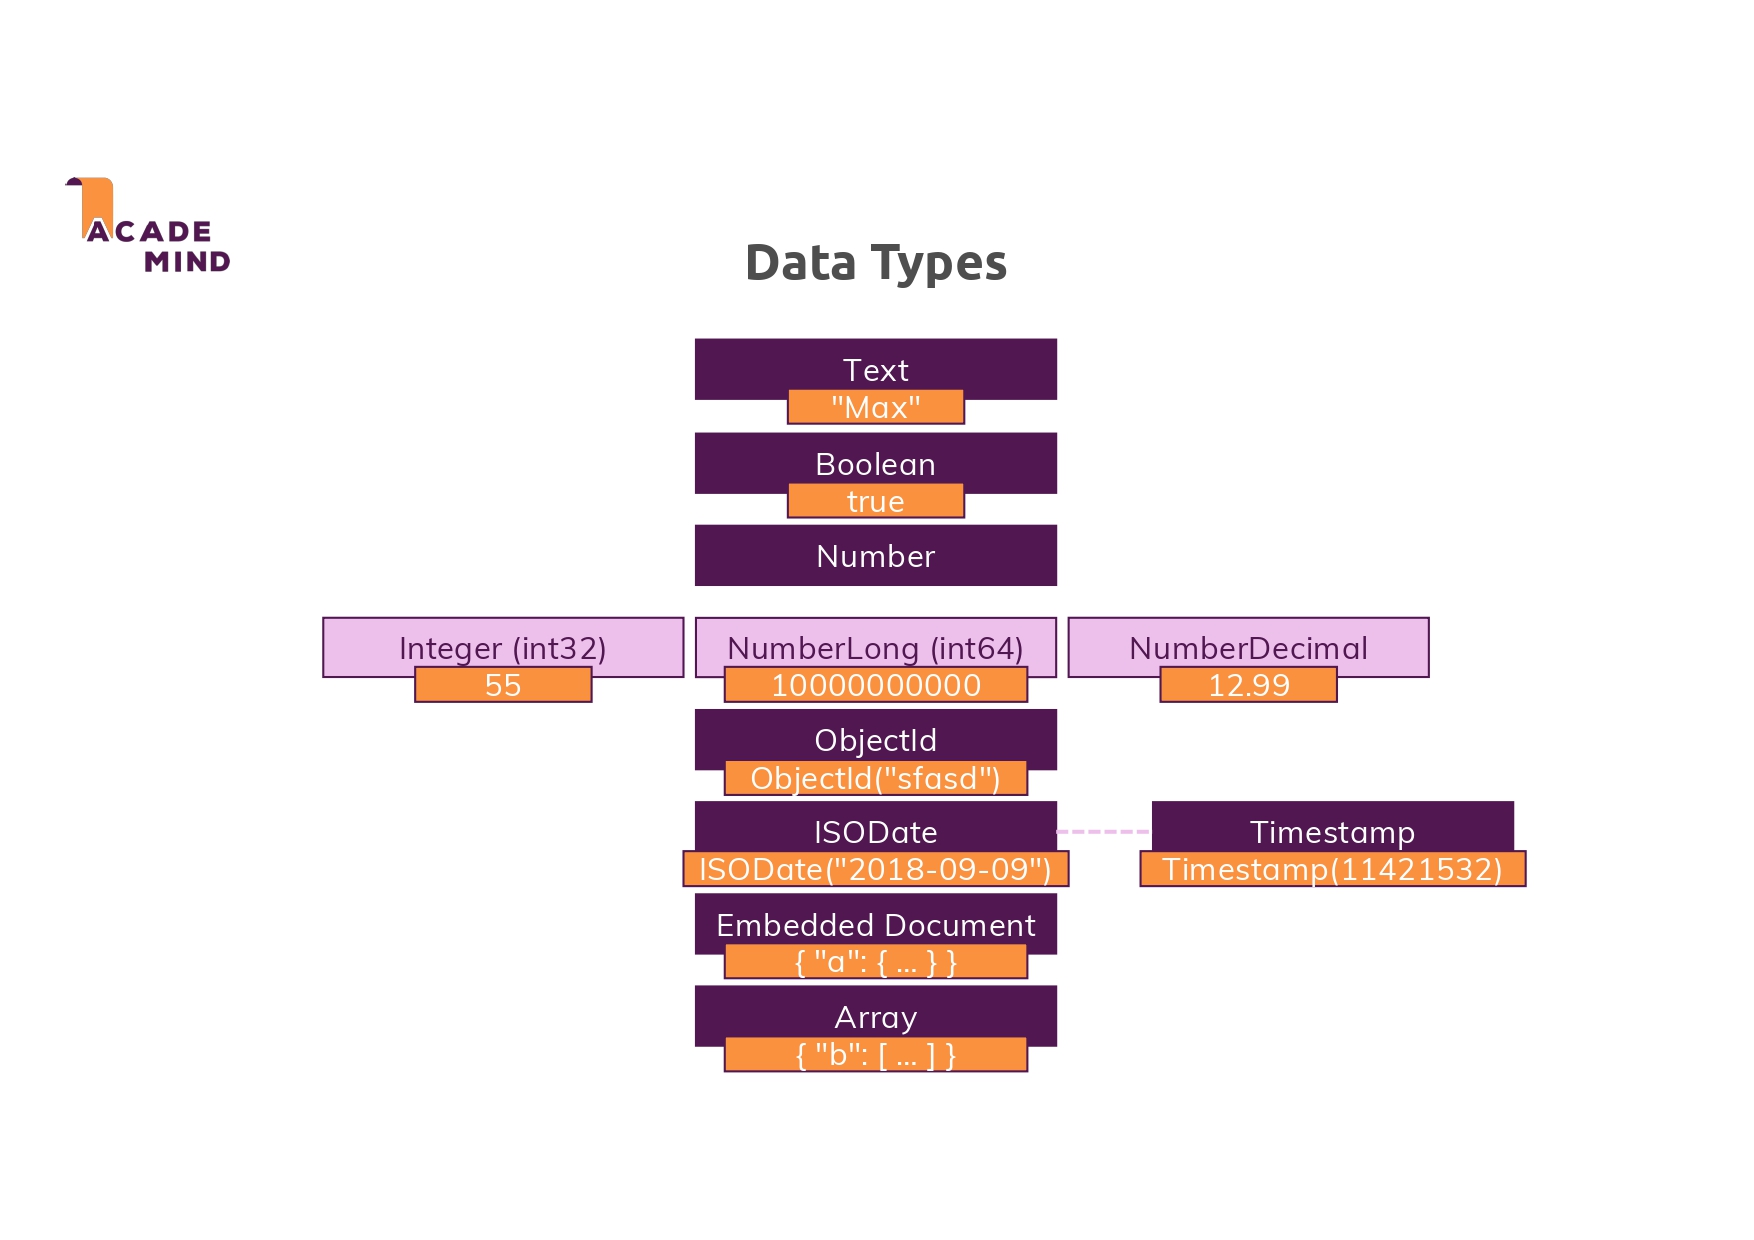 ACADE
MIND
Data Types
Text
"Max"
Boolean
true
Number
Integer (int32) NumberLong (int64) NumberDecimal
55 10000000000 12.99
ObjectId
ObjectId("sfasd")
ISODate Timestamp
ISODate("2018-09-09") Timestamp(11421532)
Embedded Document
{ "a": { ... } }
Array
{ "b": [ ... ] }